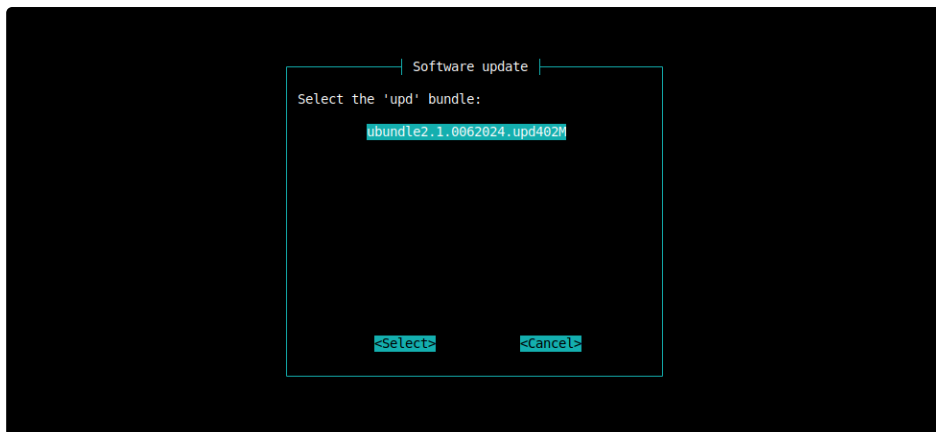 Software update
Select the 'upd' bundle:
ubundle2.1.0062024.upd402M
<Select> <Cancel>